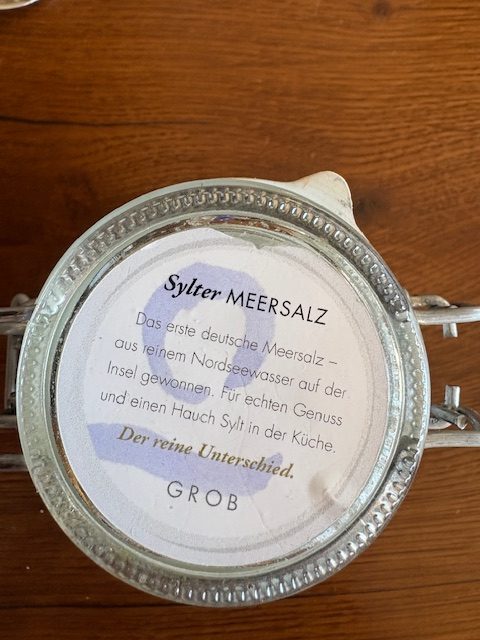 Sylter MEERSALZ
Das erste deutsche Meersalz –
aus reinem Nordseewasser auf der
Insel gewonnen. Für echten Genuss
und einen Hauch Sylt in der Küche.
Der reine Unterschied.
GROB